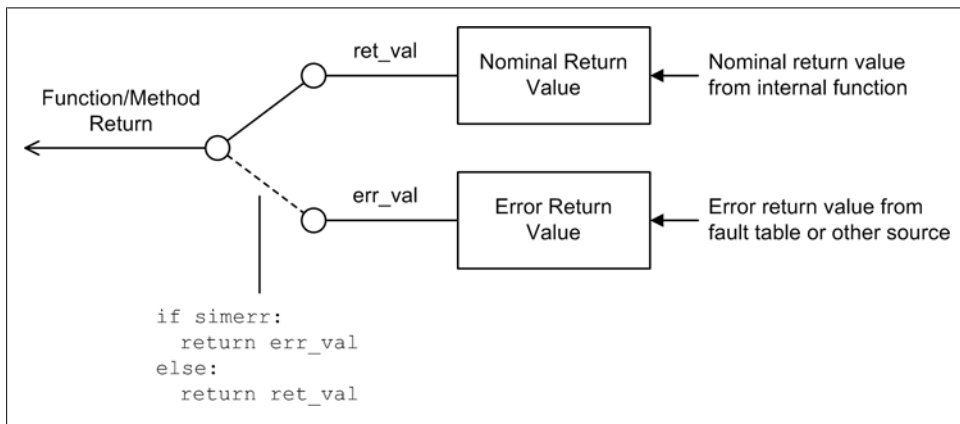 ret_val
Nominal Return
Value
Nominal return value
from internal function
Function/Method
Return
err_val
Error Return
Value
Error return value from
fault table or other source
if simerr:
  return err_val
else:
  return ret_val